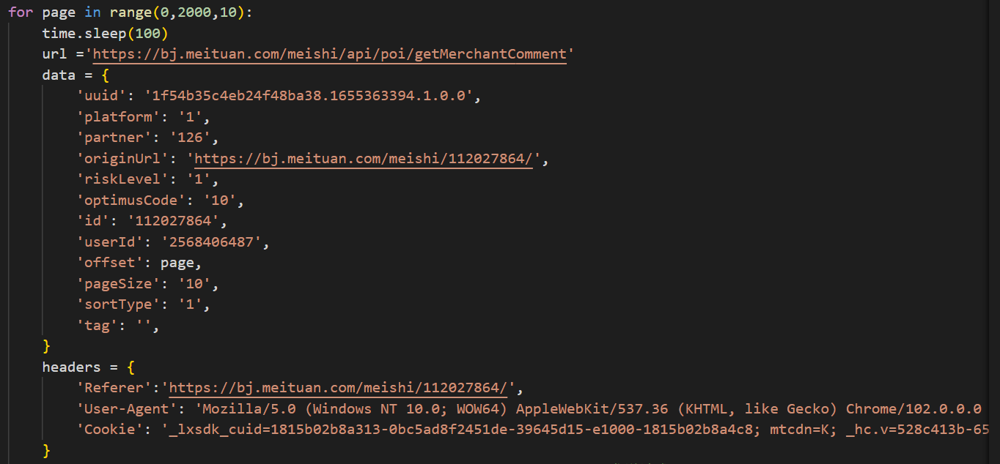 for page in range(0,2000,10):
    time.sleep(100)
    url ='https://bj.meituan.com/meishi/api/poi/getMerchantComment'
    data = {
        'uuid': '1f54b35c4eb24f48ba38.1655363394.1.0.0',
        'platform': '1',
        'partner': '126',
        'originUrl': 'https://bj.meituan.com/meishi/112027864/',
        'riskLevel': '1',
        'optimusCode': '10',
        'id': '112027864',
        'userId': '2568406487',
        'offset': page,
        'pageSize': '10',
        'sortType': '1',
        'tag': '',
    }
    headers = {
        'Referer':'https://bj.meituan.com/meishi/112027864/',
        'User-Agent': 'Mozilla/5.0 (Windows NT 10.0; WOW64) AppleWebKit/537.36 (KHTML, like Gecko) Chrome/102.0.0.0
        'Cookie': '_lxsdk_cuid=1815b02b8a313-0bc5ad8f2451de-39645d15-e1000-1815b02b8a4c8; mtcdn=K; _hc.v=528c413b-65
    }